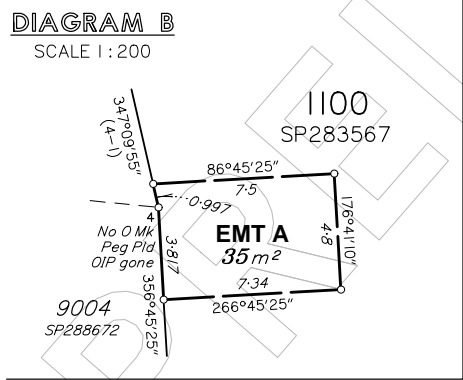 DIAGRAM B
SCALE 1:200
347°09'55"
(4-1)
1100
SP283567
86°45'25"
7·5
0·997
4
No O Mk
Peg Pld
OIP gone
3·817
EMT A
35 m²
4·8
176°41'10"
7·34
266°45'25"
356°45'25"
9004
SP288672